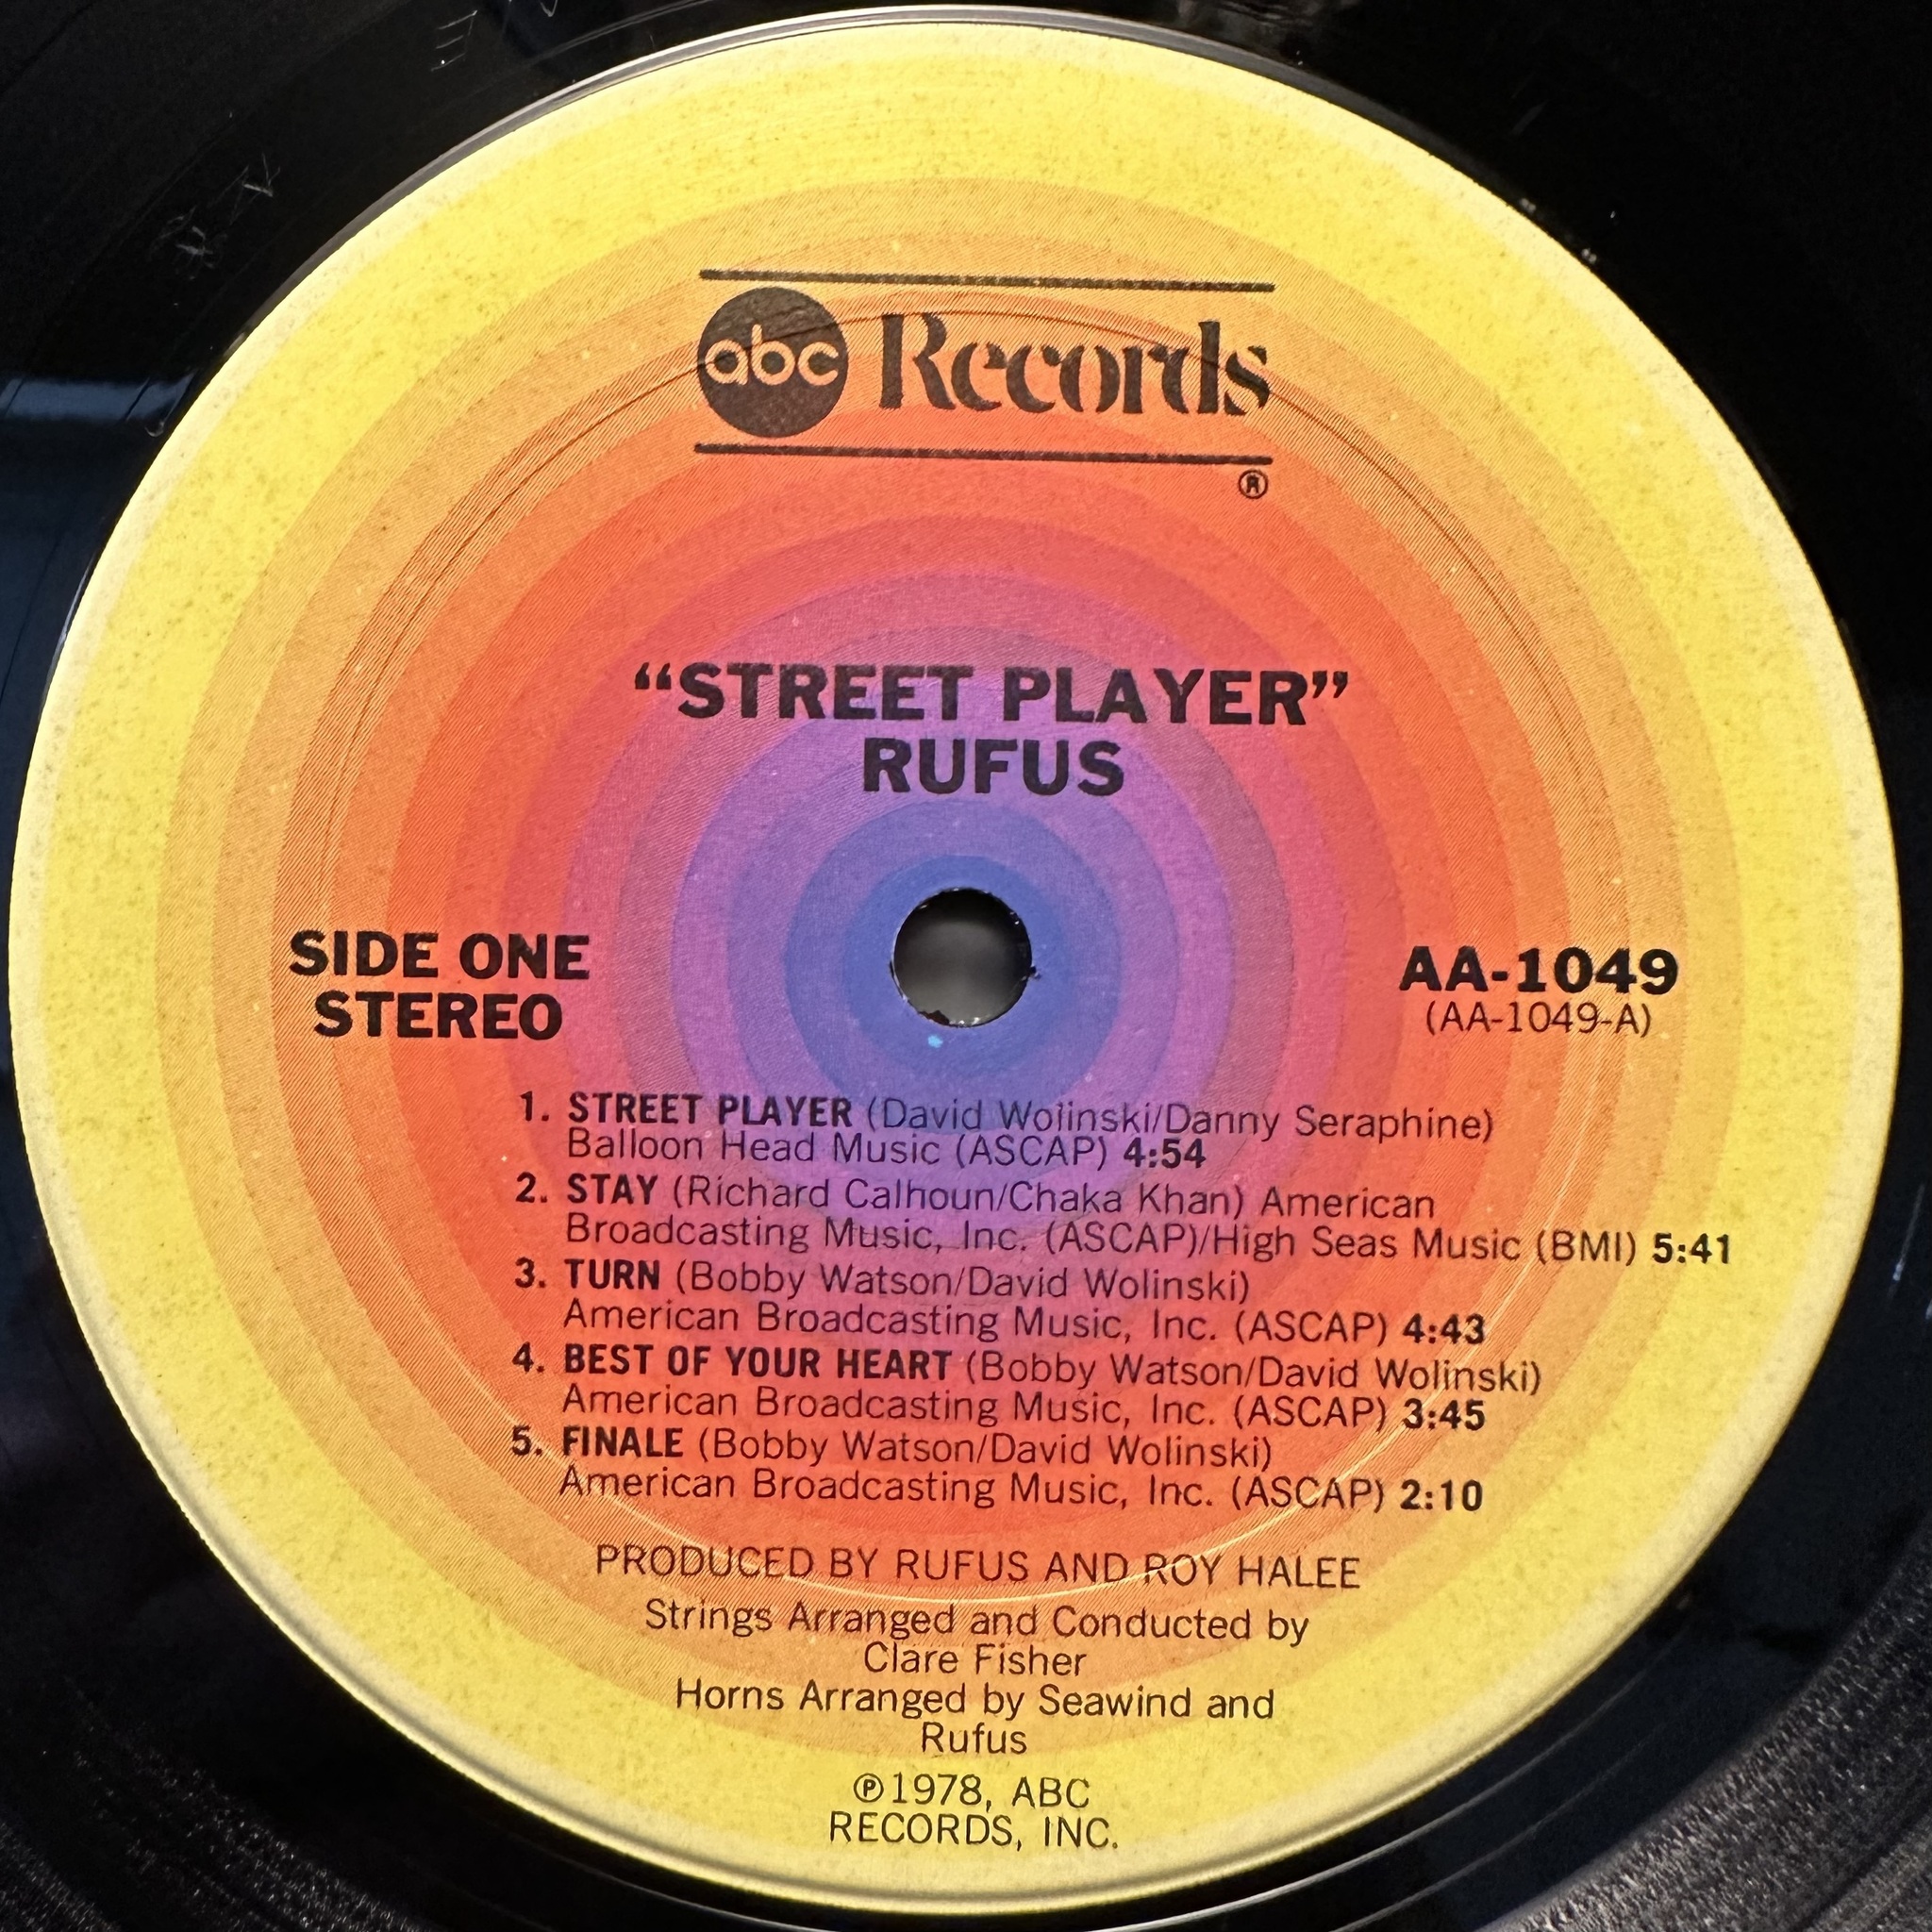 abc Records
®
“STREET PLAYER”
RUFUS
SIDE ONE
STEREO
AA-1049
(AA-1049-A)
1. STREET PLAYER (David Wolinski/Danny Seraphine)
Balloon Head Music (ASCAP) 4:54
2. STAY (Richard Calhoun/Chaka Khan) American
Broadcasting Music, Inc. (ASCAP)/High Seas Music (BMI) 5:41
3. TURN (Bobby Watson/David Wolinski)
American Broadcasting Music, Inc. (ASCAP) 4:43
4. BEST OF YOUR HEART (Bobby Watson/David Wolinski)
American Broadcasting Music, Inc. (ASCAP) 3:45
5. FINALE (Bobby Watson/David Wolinski)
American Broadcasting Music, Inc. (ASCAP) 2:10
PRODUCED BY RUFUS AND ROY HALEE
Strings Arranged and Conducted by
Clare Fisher
Horns Arranged by Seawind and
Rufus
℗1978, ABC
RECORDS, INC.